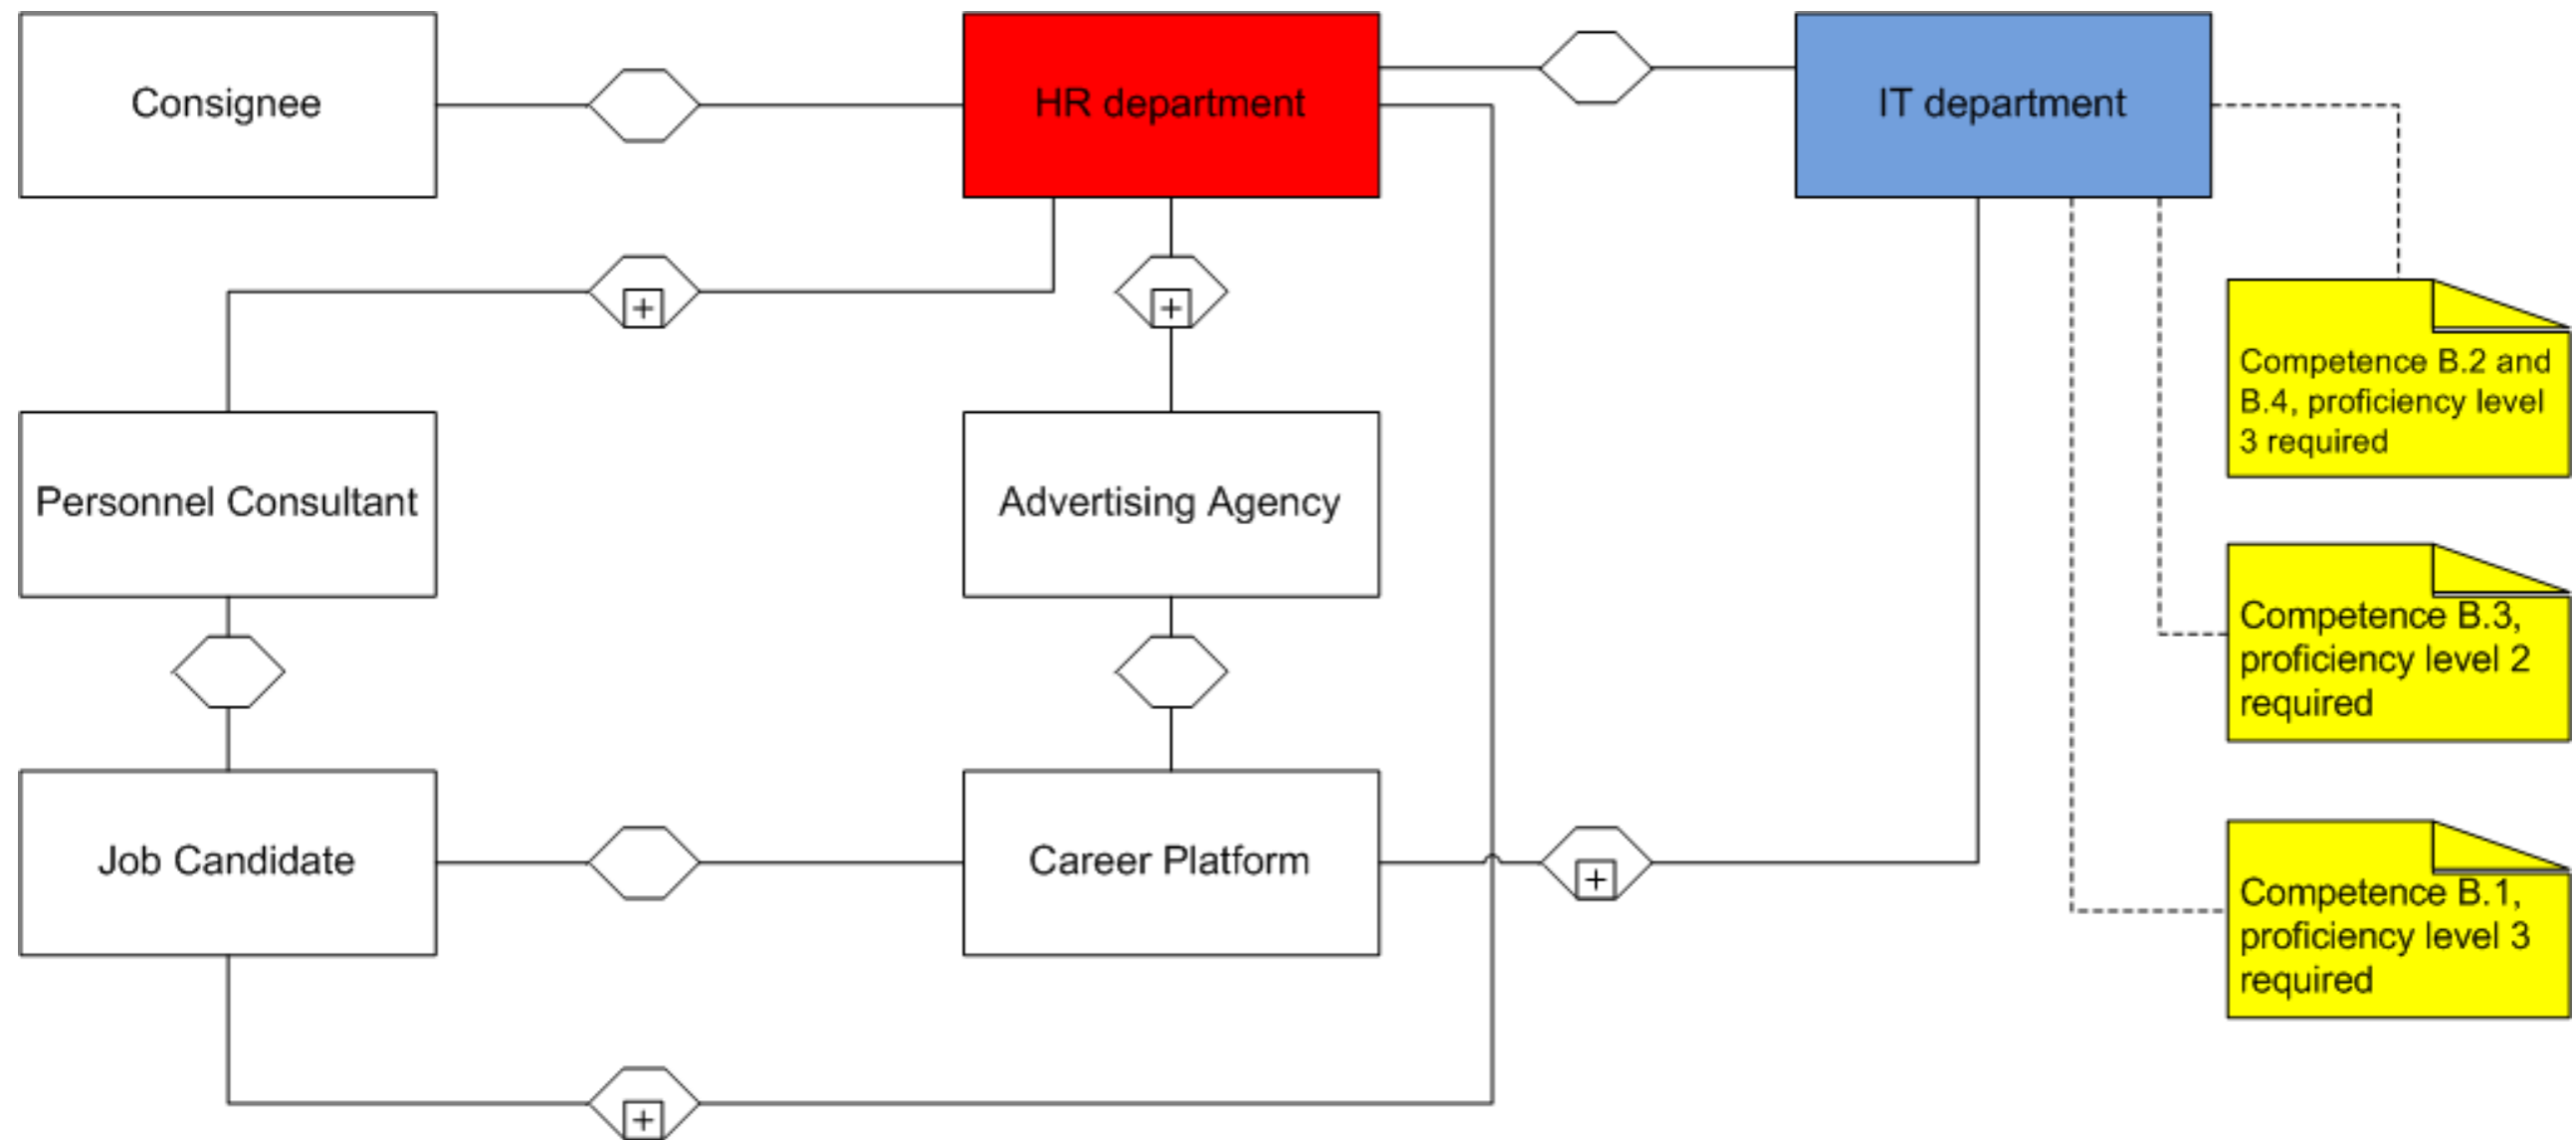 Consignee
HR department
IT department
Competence B.2 and
B.4, proficiency level
3 required
Personnel Consultant
Advertising Agency
Competence B.3,
proficiency level 2
required
Job Candidate
Career Platform
Competence B.1,
proficiency level 3
required
+
+
+
+